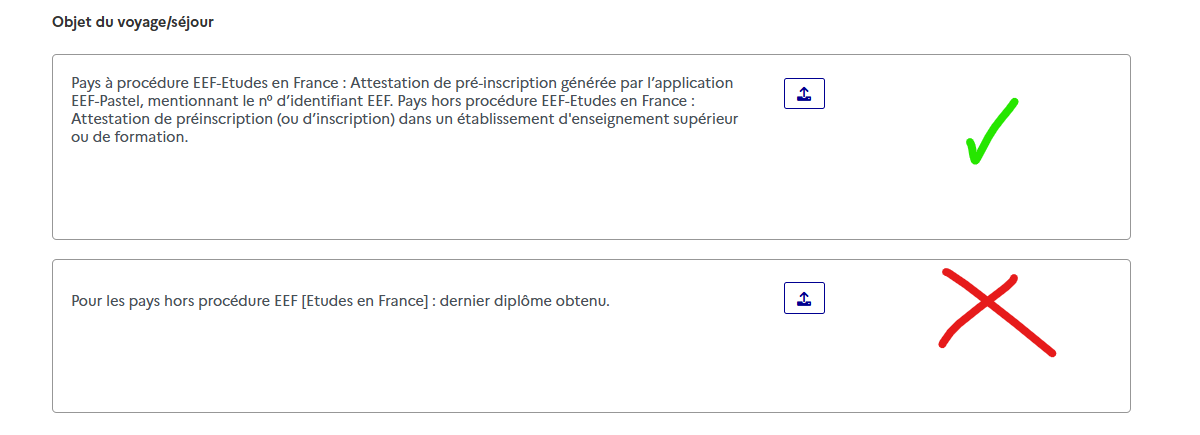 Objet du voyage/séjour
Pays à procédure EEF-Etudes en France : Attestation de pré-inscription générée par l’application
EEF-Pastel, mentionnant le n° d’identifiant EEF. Pays hors procédure EEF-Etudes en France :
Attestation de préinscription (ou d’inscription) dans un établissement d'enseignement supérieur
ou de formation.
Pour les pays hors procédure EEF [Etudes en France] : dernier diplôme obtenu.